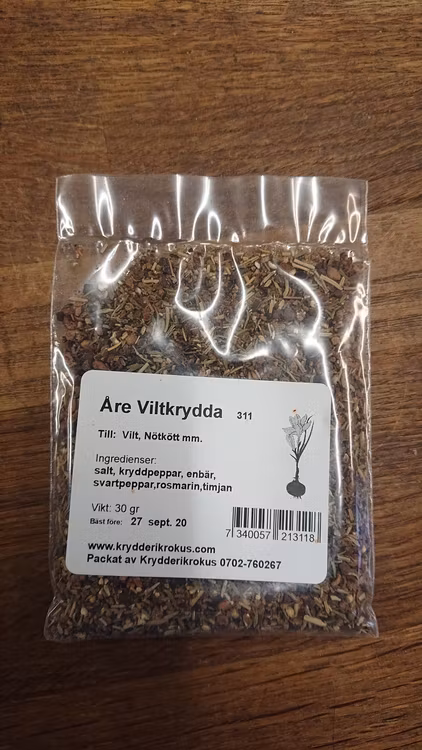 Åre Viltkrydda 311
Till: Vilt, Nötkött mm.
Ingredienser:
salt, kryddpeppar, enbär,
svartpeppar,rosmarin,timjan
Vikt: 30 gr
Bäst före: 27 sept. 20
7 340057 213118
www.krydderikrokus.com
Packat av Krydderikrokus 0702-760267